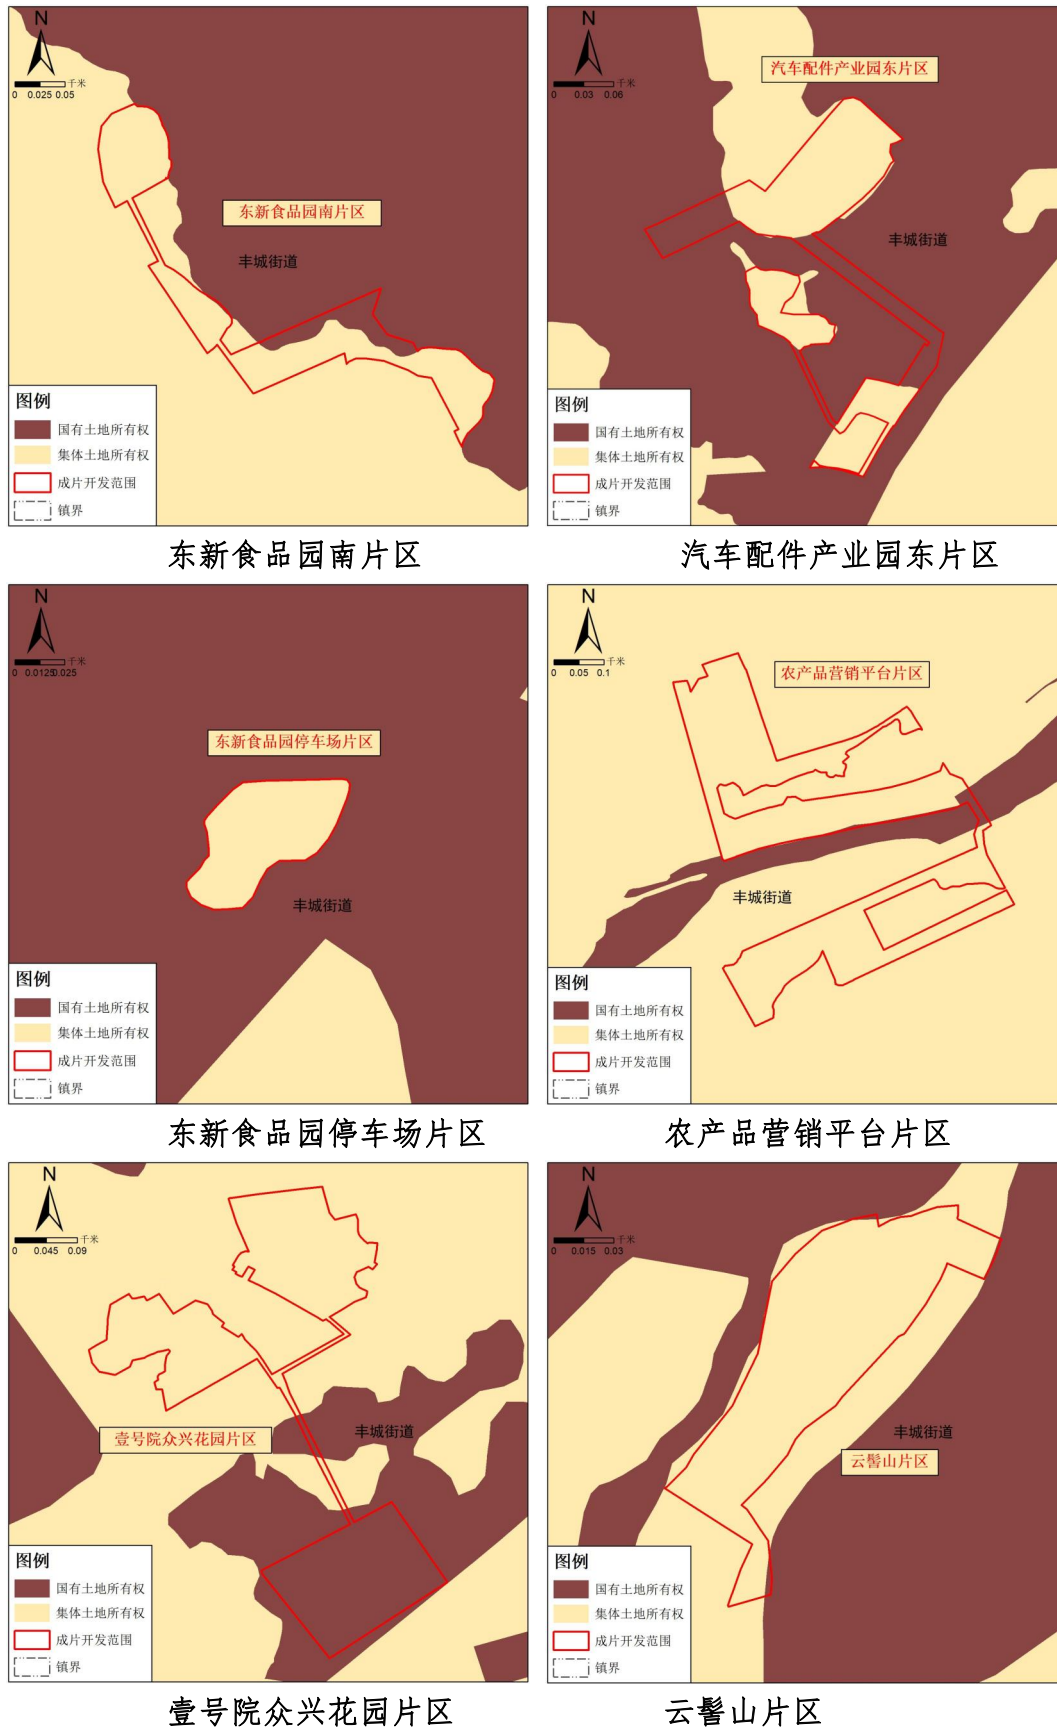 N
千米
0 0.025 0.05
东新食品园南片区
丰城街道
图例
国有土地所有权
集体土地所有权
成片开发范围
镇界
东新食品园南片区
N
千米
0 0.03 0.06
汽车配件产业园东片区
丰城街道
图例
国有土地所有权
集体土地所有权
成片开发范围
镇界
汽车配件产业园东片区
N
千米
0 0.0125 0.025
东新食品园停车场片区
丰城街道
图例
国有土地所有权
集体土地所有权
成片开发范围
镇界
东新食品园停车场片区
N
千米
0 0.05 0.1
农产品营销平台片区
丰城街道
图例
国有土地所有权
集体土地所有权
成片开发范围
镇界
农产品营销平台片区
N
千米
0 0.045 0.09
丰城街道
壹号院众兴花园片区
图例
国有土地所有权
集体土地所有权
成片开发范围
镇界
壹号院众兴花园片区
N
千米
0 0.015 0.03
丰城街道
云髻山片区
图例
国有土地所有权
集体土地所有权
成片开发范围
镇界
云髻山片区